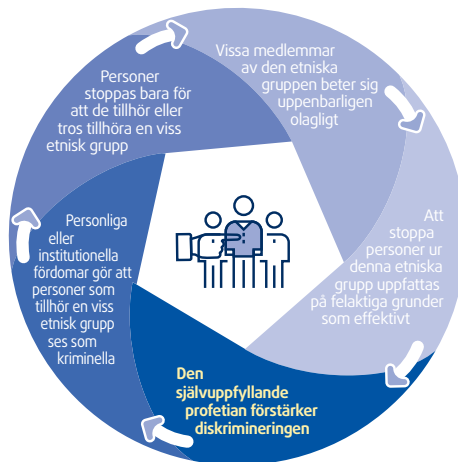 Personer
stoppas bara för
att de tillhör eller
tros tillhöra en viss
etnisk grupp
Vissa medlemmar
av den etniska
gruppen beter sig
uppenbarligen
olagligt
Att
stoppa
personer ur
denna etniska
grupp uppfattas
på felaktiga grunder
som effektivt
Den
självuppfyllande
profetian förstärker
diskrimineringen
Personliga
eller
institutionella
fördomar gör att
personer som
tillhör en viss
etnisk grupp
ses som
kriminella